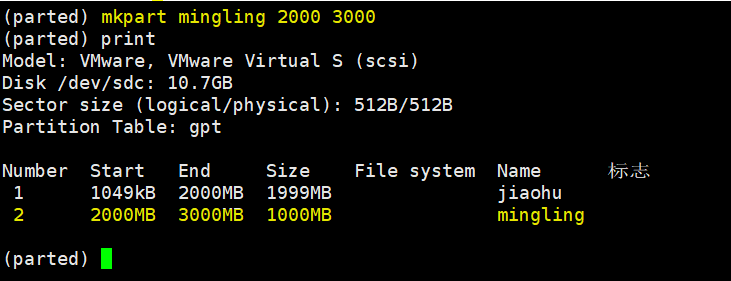 (parted) mkpart mingling 2000 3000
(parted) print
Model: VMware, VMware Virtual S (scsi)
Disk /dev/sdc: 10.7GB
Sector size (logical/physical): 512B/512B
Partition Table: gpt
Number  Start   End     Size    File system  Name      标志
 1      1049kB  2000MB  1999MB               jiaohu
 2      2000MB  3000MB  1000MB               mingling
(parted)